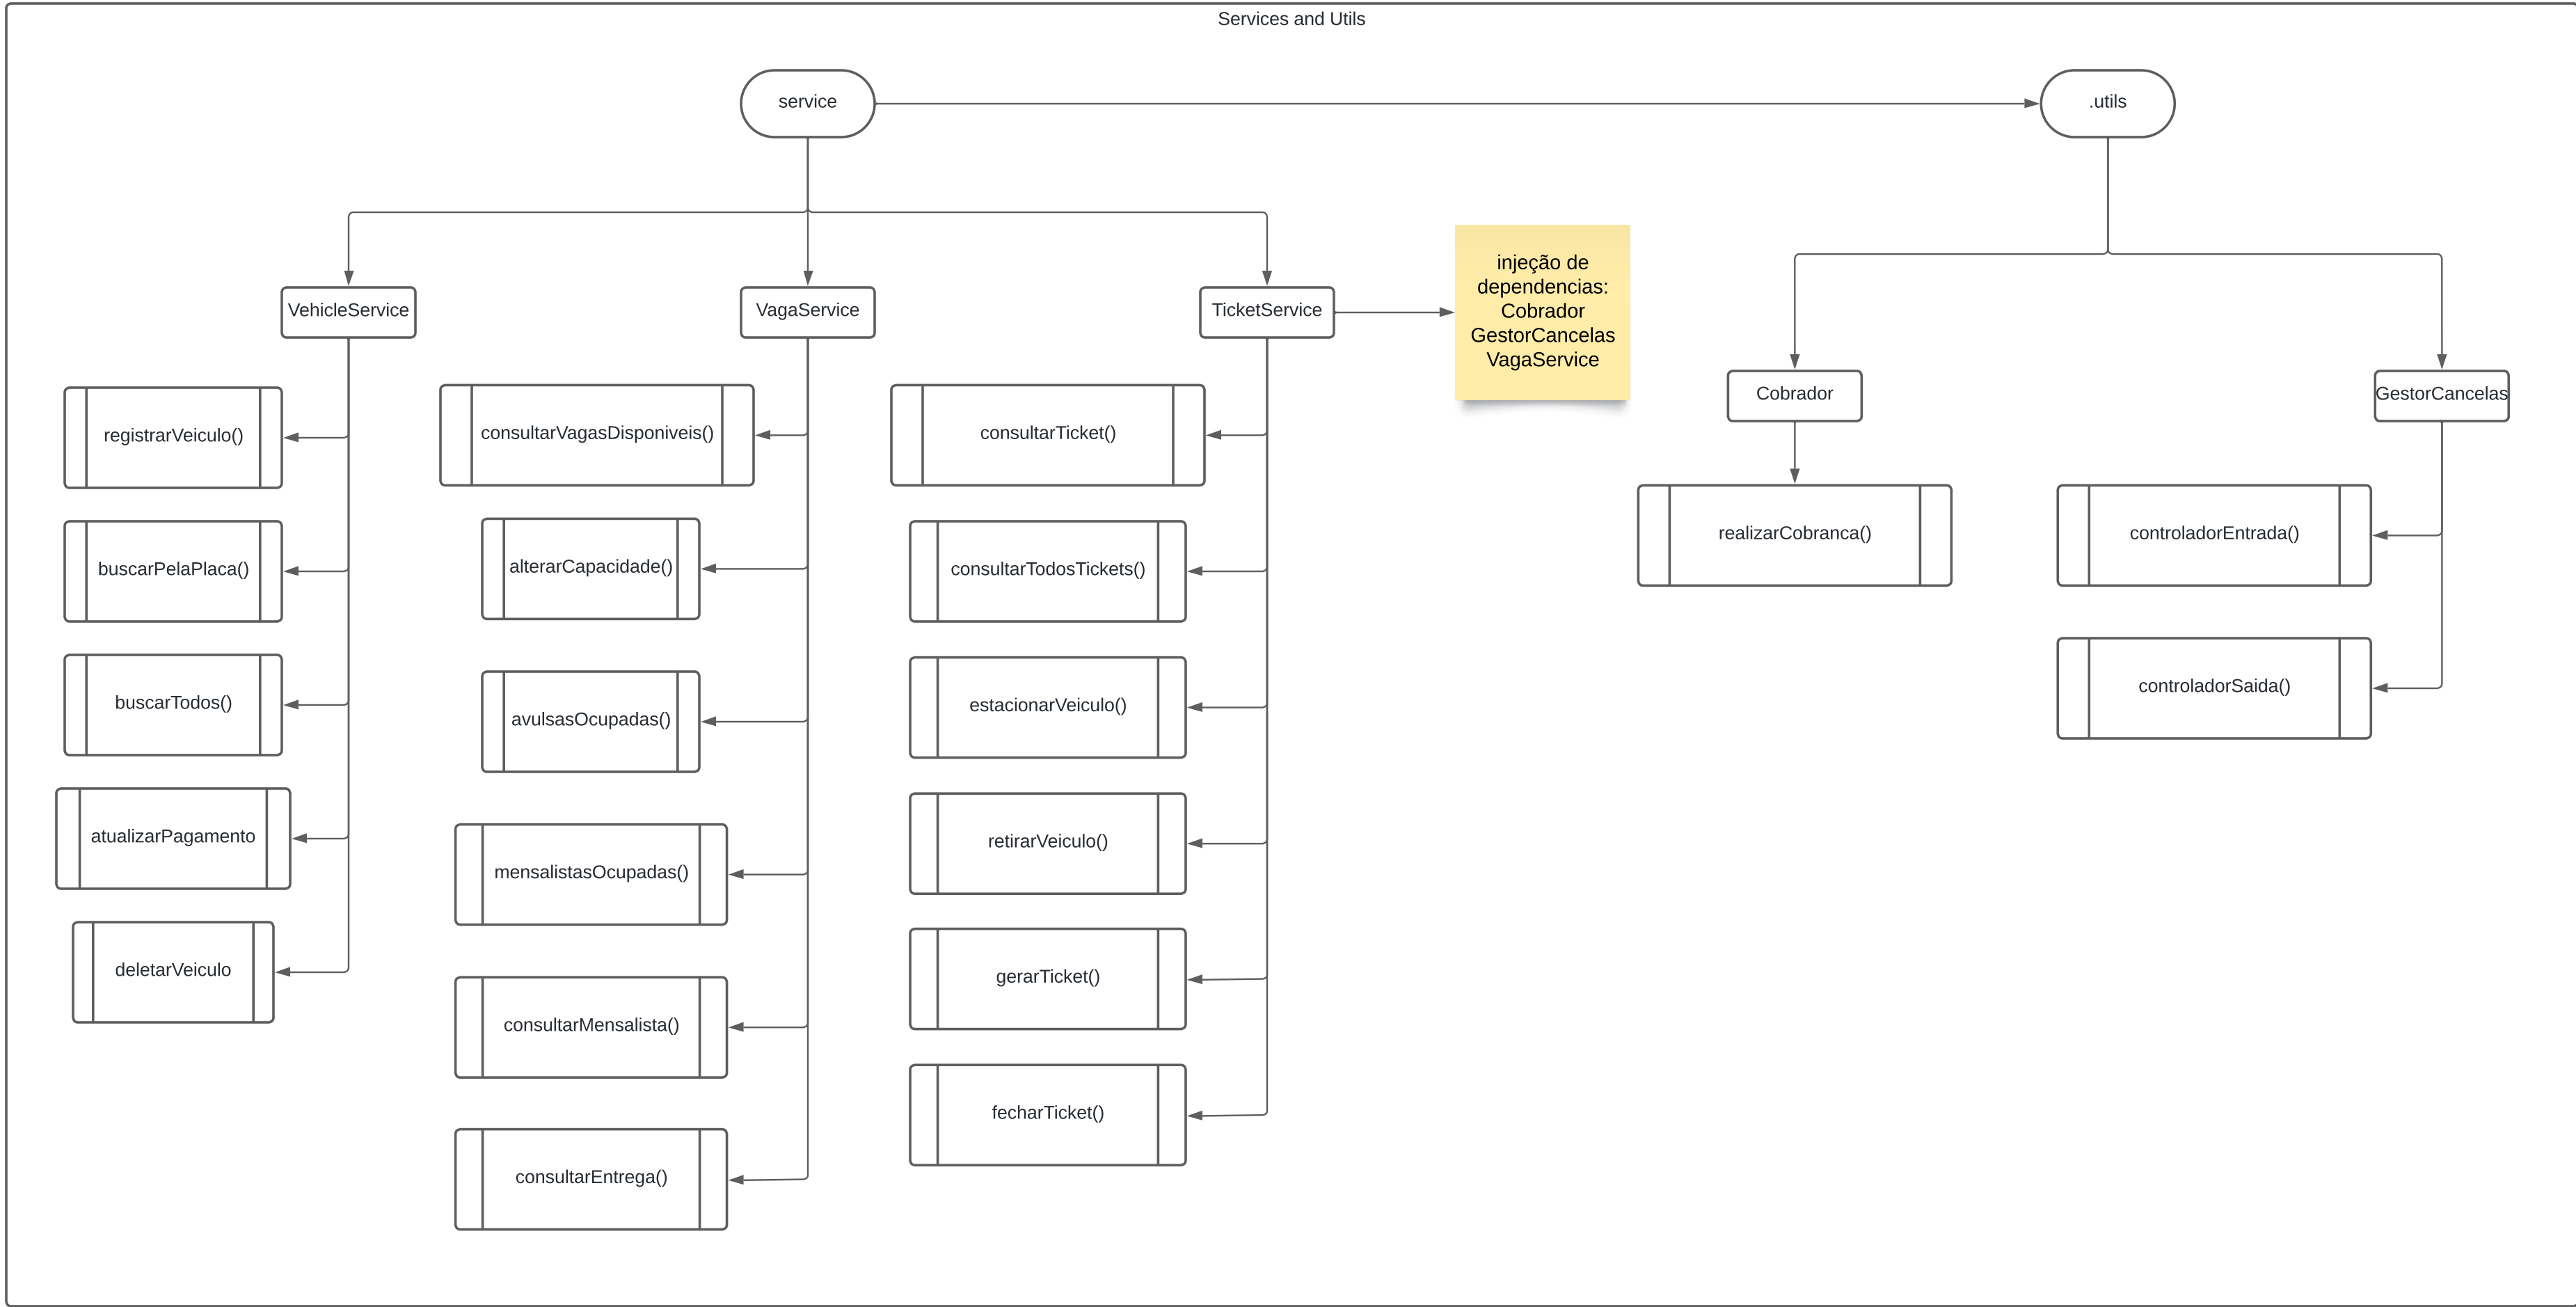 Services and Utils
service
.utils
VehicleService
VagaService
TicketService
injeção de
dependencias:
Cobrador
GestorCancelas
VagaService
Cobrador
GestorCancelas
registrarVeiculo()
buscarPelaPlaca()
buscarTodos()
atualizarPagamento
deletarVeiculo
consultarVagasDisponiveis()
alterarCapacidade()
avulsasOcupadas()
mensalistasOcupadas()
consultarMensalista()
consultarEntrega()
consultarTicket()
consultarTodosTickets()
estacionarVeiculo()
retirarVeiculo()
gerarTicket()
fecharTicket()
realizarCobranca()
controladorEntrada()
controladorSaida()